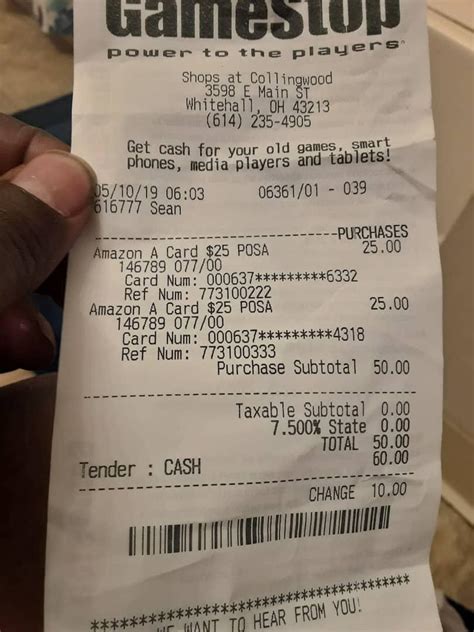 GameStop
power to the players
Shops at Collingwood
3598 E Main ST
Whitehall, OH 43213
(614) 235-4905
Get cash for your old games, smart
phones, media players and tablets!
05/10/19 06:03 06361/01 - 039
616777 Sean
PURCHASES
Amazon A Card $25 POSA 25.00
146789 077/00
Card Num: 000637*********6332
Ref Num: 773100222
Amazon A Card $25 POSA 25.00
146789 077/00
Card Num: 000637*********4318
Ref Num: 773100333
Purchase Subtotal 50.00
Taxable Subtotal 0.00
7.500% State 0.00
TOTAL 50.00
Tender : CASH 60.00
CHANGE 10.00
WE WANT TO HEAR FROM YOU!